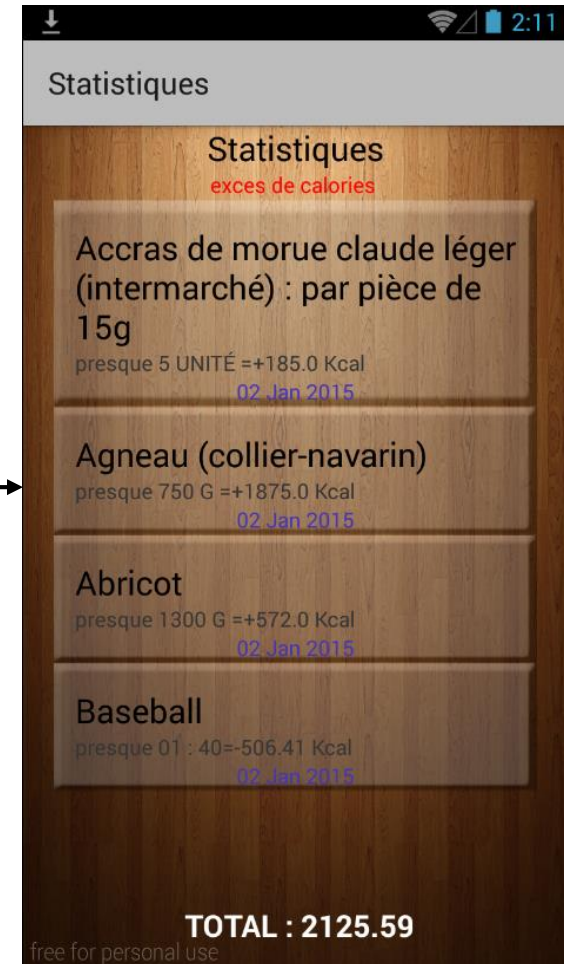 2:11
Statistiques
Statistiques
exces de calories
Accras de morue claude léger
(intermarché) : par pièce de
15g
presque 5 UNITÉ =+185.0 Kcal
02 Jan 2015
Agneau (collier-navarin)
presque 750 G =+1875.0 Kcal
02 Jan 2015
Abricot
presque 1300 G =+572.0 Kcal
02 Jan 2015
Baseball
presque 01 : 40=-506.41 Kcal
02 Jan 2015
TOTAL : 2125.59
free for personal use